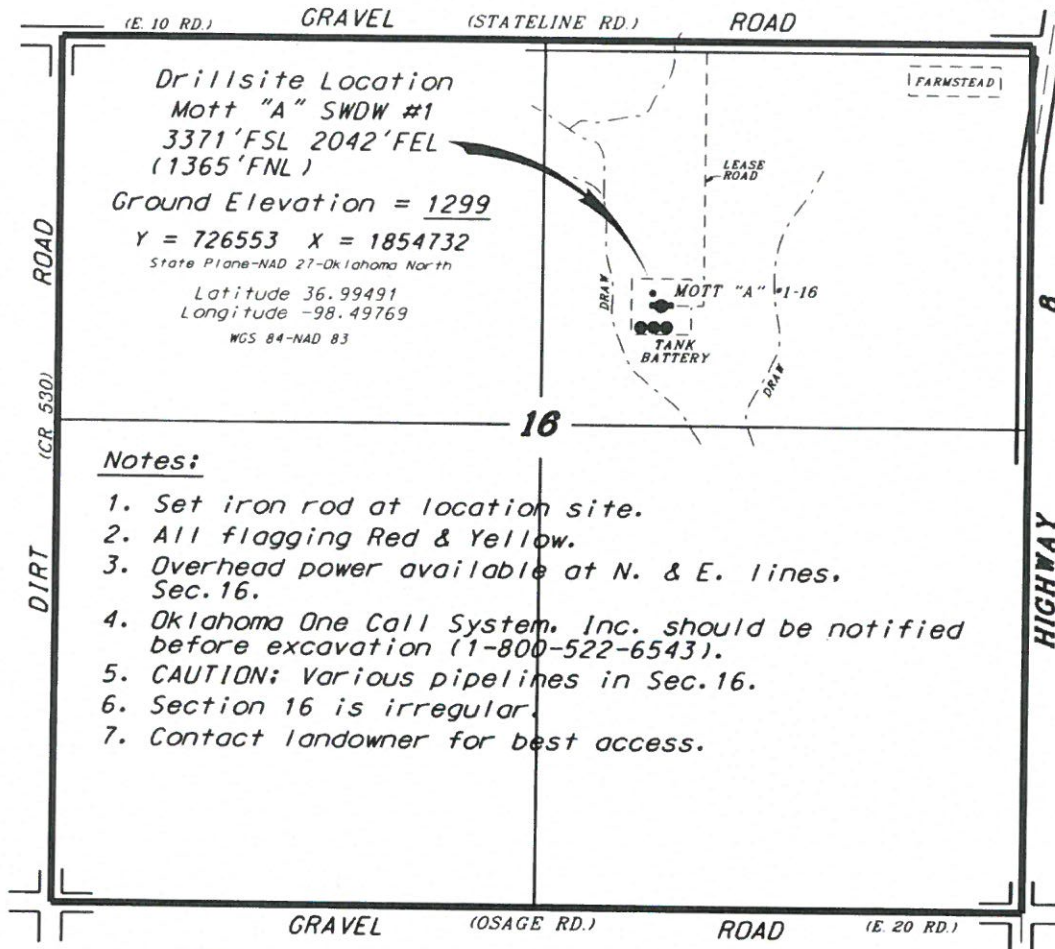 (E. 10 RD.) GRAVEL (STATELINE RD.) ROAD
Drillsite Location
Mott "A" SWDW #1
3371'FSL 2042'FEL
(1365'FNL)
Ground Elevation = 1299
Y = 726553 X = 1854732
State Plane-NAD 27-Oklahoma North
Latitude 36.99491
Longitude -98.49769
WGS 84-NAD 83
FARMSTEAD
LEASE
ROAD
DRAW
MOTT "A" #1-16
TANK
BATTERY
DRAW
DIRT (CR 530) ROAD
HIGHWAY 8
16
Notes:
1. Set iron rod at location site.
2. All flagging Red & Yellow.
3. Overhead power available at N. & E. lines,
Sec.16.
4. Oklahoma One Call System, Inc. should be notified
before excavation (1-800-522-6543).
5. CAUTION: Various pipelines in Sec.16.
6. Section 16 is irregular.
7. Contact landowner for best access.
GRAVEL (OSAGE RD.) ROAD (E. 20 RD.)